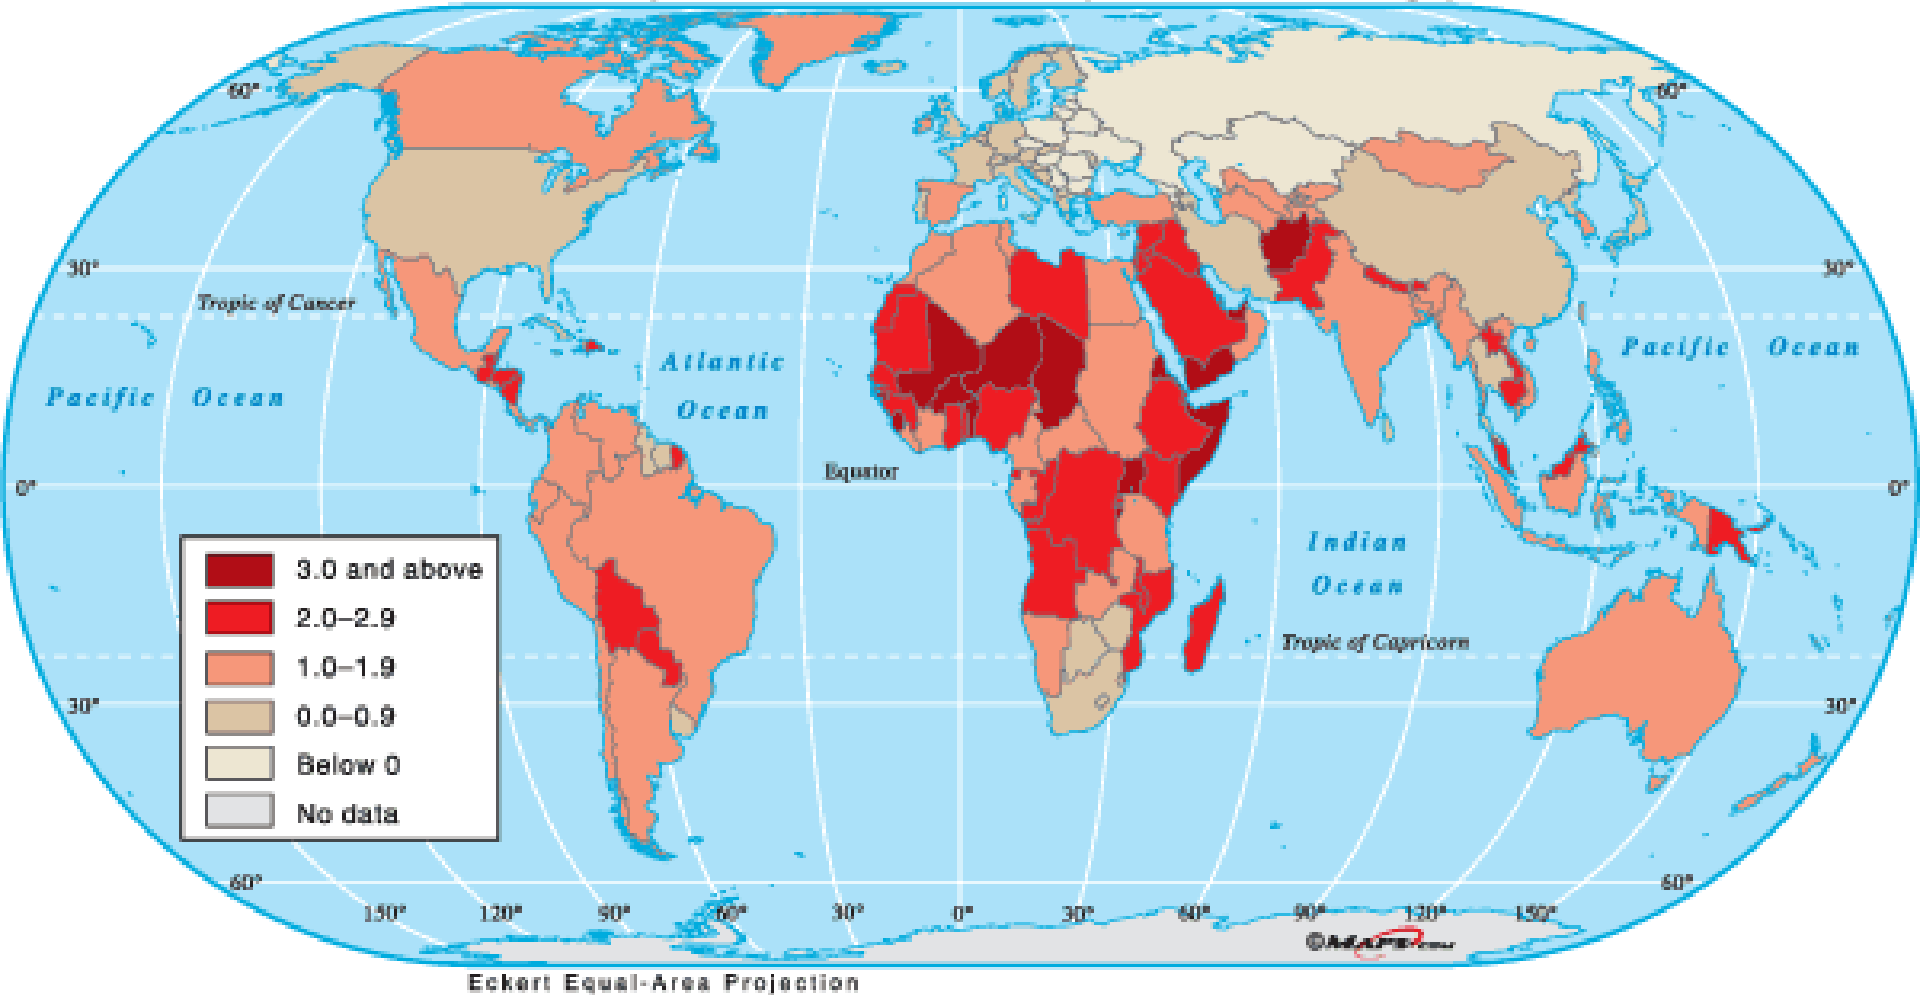 60°
60°
30°
30°
Tropic of Cancer
Atlantic
Ocean
Pacific Ocean
Pacific Ocean
Equator
0°
0°
Indian
Ocean
Tropic of Capricorn
3.0 and above
2.0–2.9
1.0–1.9
0.0–0.9
Below 0
No data
30°
30°
60°
60°
150° 120° 90° 60° 30° 0° 30° 60° 90° 120° 150°
©MAPS.COM
Eckert Equal-Area Projection